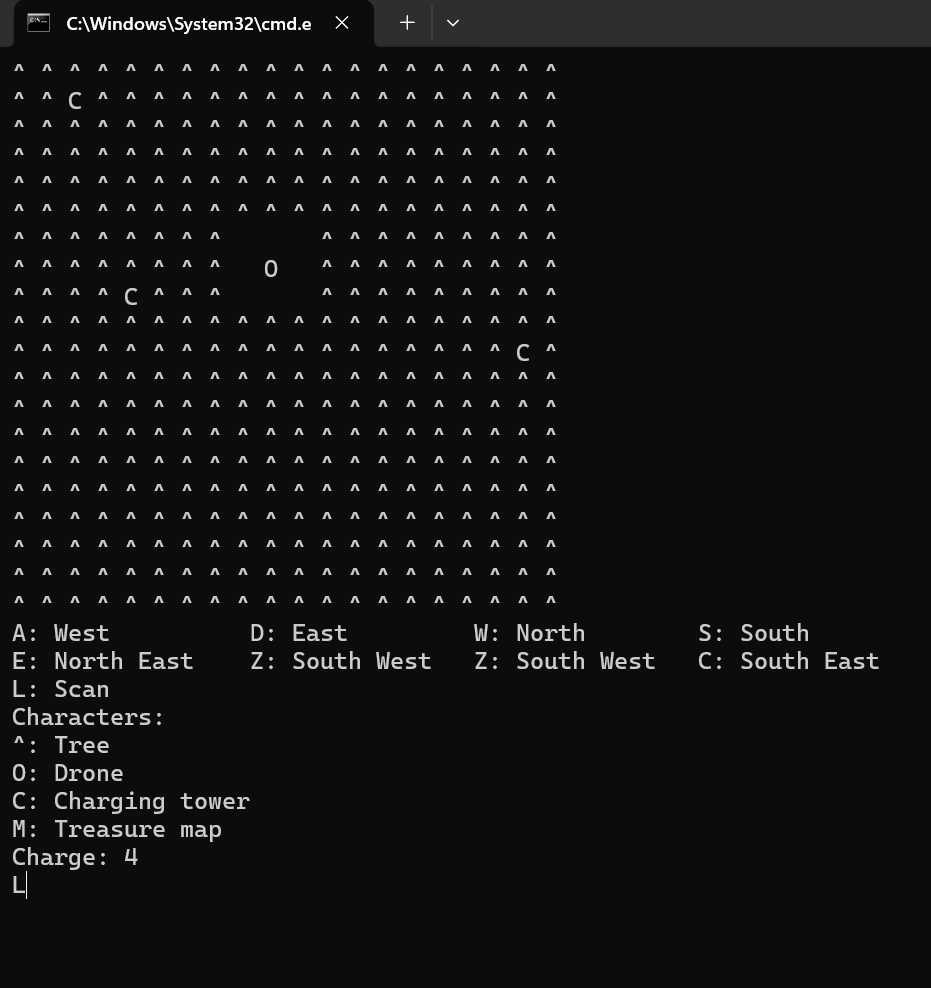 C:\Windows\System32\cmd.e
^ ^ ^ ^ ^ ^ ^ ^ ^ ^ ^ ^ ^ ^ ^ ^ ^ ^ ^ ^
^ ^ C ^ ^ ^ ^ ^ ^ ^ ^ ^ ^ ^ ^ ^ ^ ^ ^ ^
^ ^ ^ ^ ^ ^ ^ ^ ^ ^ ^ ^ ^ ^ ^ ^ ^ ^ ^ ^
^ ^ ^ ^ ^ ^ ^ ^ ^ ^ ^ ^ ^ ^ ^ ^ ^ ^ ^ ^
^ ^ ^ ^ ^ ^ ^ ^ ^ ^ ^ ^ ^ ^ ^ ^ ^ ^ ^ ^
^ ^ ^ ^ ^ ^ ^ ^ ^ ^ ^ ^ ^ ^ ^ ^ ^ ^ ^ ^
^ ^ ^ ^ ^ ^ ^ ^       ^ ^ ^ ^ ^ ^ ^ ^ ^
^ ^ ^ ^ ^ ^ ^ ^   O   ^ ^ ^ ^ ^ ^ ^ ^ ^
^ ^ ^ ^ C ^ ^ ^       ^ ^ ^ ^ ^ ^ ^ ^ ^
^ ^ ^ ^ ^ ^ ^ ^ ^ ^ ^ ^ ^ ^ ^ ^ ^ ^ ^ ^
^ ^ ^ ^ ^ ^ ^ ^ ^ ^ ^ ^ ^ ^ ^ ^ ^ ^ C ^
^ ^ ^ ^ ^ ^ ^ ^ ^ ^ ^ ^ ^ ^ ^ ^ ^ ^ ^ ^
^ ^ ^ ^ ^ ^ ^ ^ ^ ^ ^ ^ ^ ^ ^ ^ ^ ^ ^ ^
^ ^ ^ ^ ^ ^ ^ ^ ^ ^ ^ ^ ^ ^ ^ ^ ^ ^ ^ ^
^ ^ ^ ^ ^ ^ ^ ^ ^ ^ ^ ^ ^ ^ ^ ^ ^ ^ ^ ^
^ ^ ^ ^ ^ ^ ^ ^ ^ ^ ^ ^ ^ ^ ^ ^ ^ ^ ^ ^
^ ^ ^ ^ ^ ^ ^ ^ ^ ^ ^ ^ ^ ^ ^ ^ ^ ^ ^ ^
^ ^ ^ ^ ^ ^ ^ ^ ^ ^ ^ ^ ^ ^ ^ ^ ^ ^ ^ ^
^ ^ ^ ^ ^ ^ ^ ^ ^ ^ ^ ^ ^ ^ ^ ^ ^ ^ ^ ^
^ ^ ^ ^ ^ ^ ^ ^ ^ ^ ^ ^ ^ ^ ^ ^ ^ ^ ^ ^
A: West          D: East         W: North        S: South
E: North East    Z: South West   Z: South West   C: South East
L: Scan
Characters:
^: Tree
O: Drone
C: Charging tower
M: Treasure map
Charge: 4
L